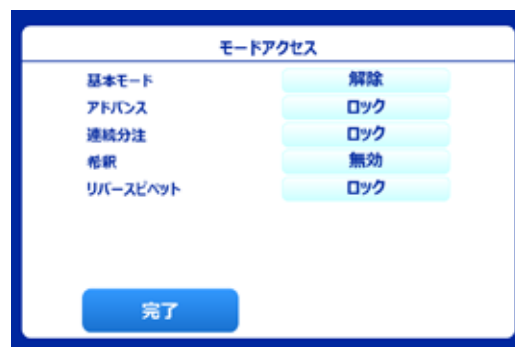 モードアクセス
基本モード 解除
アドバンス ロック
連続分注 ロック
希釈 無効
リバースピペット ロック
完了